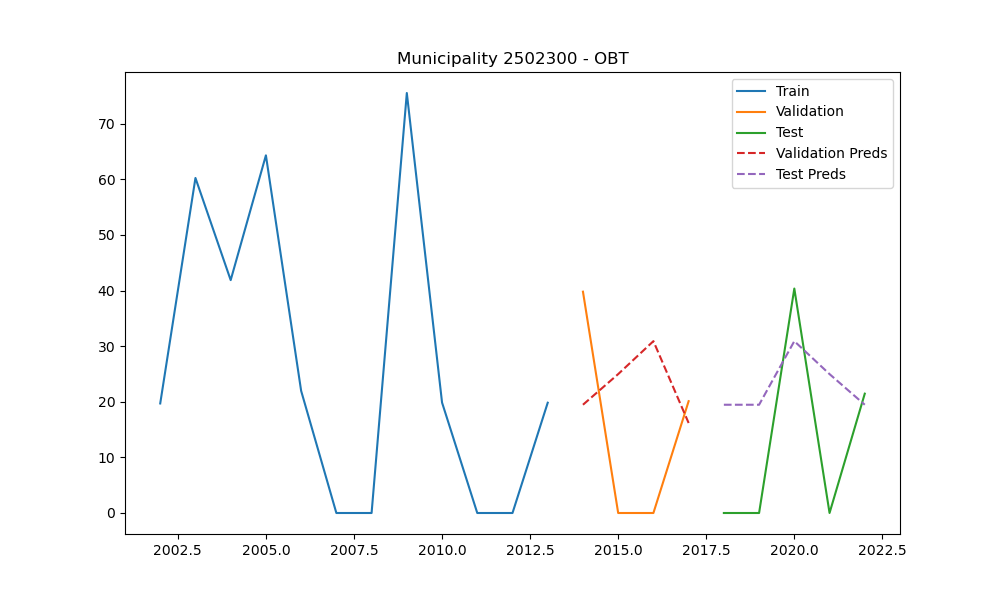 Municipality 2502300 - OBT
Train
Validation
Test
Validation Preds
Test Preds
70
60
50
40
30
20
10
0
2002.5 2005.0 2007.5 2010.0 2012.5 2015.0 2017.5 2020.0 2022.5